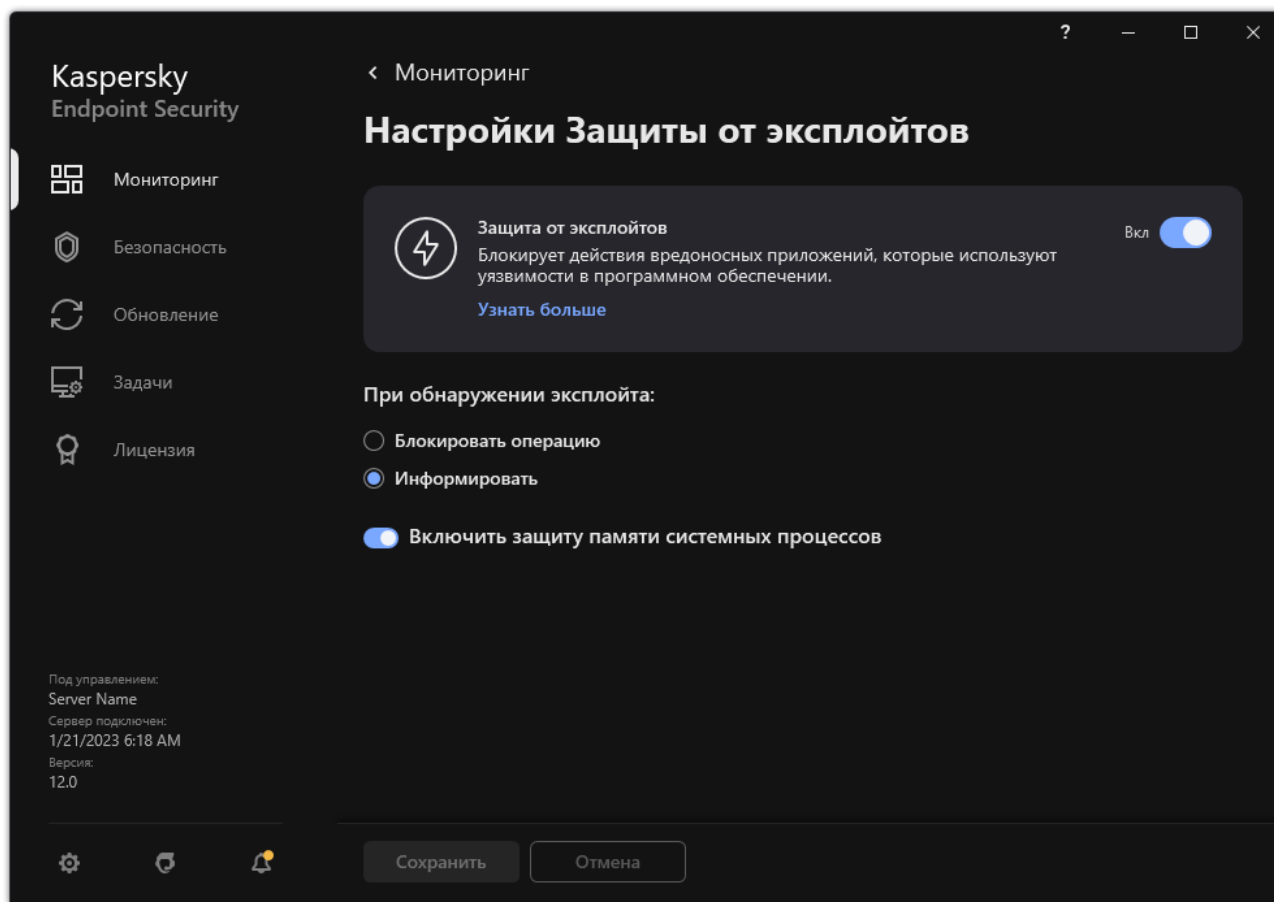 ?
Kaspersky
Endpoint Security
Мониторинг
Безопасность
Обновление
Задачи
Лицензия
Под управлением:
Server Name
Сервер подключен:
1/21/2023 6:18 AM
Версия:
12.0
Мониторинг
Настройки Защиты от эксплойтов
Защита от эксплойтов
Вкл
Блокирует действия вредоносных приложений, которые используют
уязвимости в программном обеспечении.
Узнать больше
При обнаружении эксплойта:
Блокировать операцию
Информировать
Включить защиту памяти системных процессов
Сохранить
Отмена